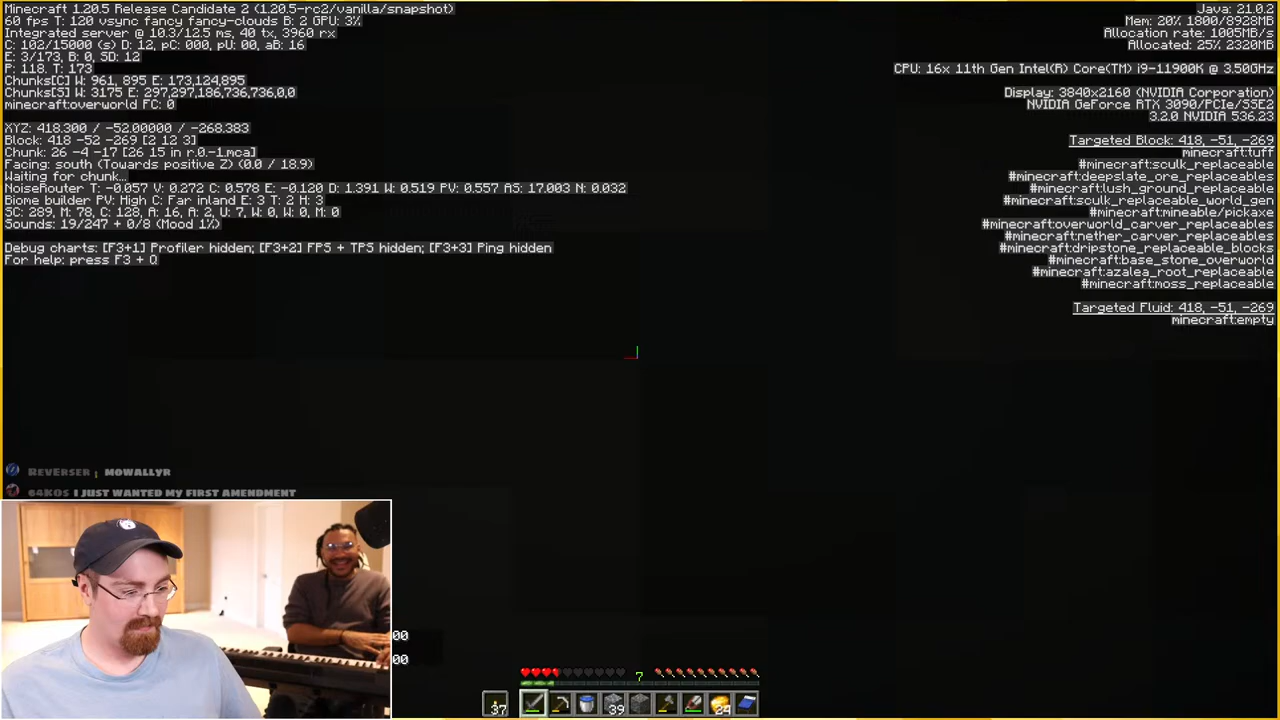 Minecraft 1.20.5 Release Candidate 2 (1.20.5-rc2/vanilla/snapshot)
60 fps T: 120 vsync fancy fancy-clouds B: 2 GPU: 3%
Integrated server @ 10.3/12.5 ms, 40 tx, 3960 rx
C: 102/15000 (s) D: 12, pC: 000, pU: 00, aB: 16
E: 3/173, B: 0, SD: 12
P: 118. T: 173
Chunks[C] W: 961, 895 E: 173,124,895
Chunks[S] W: 3175 E: 297,297,186,736,736,0,0
minecraft:overworld FC: 0
XYZ: 418.300 / -52.00000 / -268.383
Block: 418 -52 -269 [2 12 3]
Chunk: 26 -4 -17 [26 15 in r.0.-1.mca]
Facing: south (Towards positive Z) (0.0 / 18.9)
Waiting for chunk...
NoiseRouter T: -0.057 V: 0.272 C: 0.578 E: -0.120 D: 1.391 W: 0.519 PV: 0.557 AS: 17.003 N: 0.032
Biome builder PV: High C: Far inland E: 3 T: 2 H: 3
SC: 289, M: 78, C: 128, A: 16, A: 2, U: 7, W: 0, W: 0, M: 0
Sounds: 19/247 + 0/8 (Mood 1%)
Debug charts: [F3+1] Profiler hidden; [F3+2] FPS + TPS hidden; [F3+3] Ping hidden
For help: press F3 + Q
Java: 21.0.2
Mem: 20% 1800/8928MB
Allocation rate: 1005MB/s
Allocated: 25% 2320MB
CPU: 16x 11th Gen Intel(R) Core(TM) i9-11900K @ 3.50GHz
Display: 3840x2160 (NVIDIA Corporation)
NVIDIA GeForce RTX 3090/PCIe/SSE2
3.2.0 NVIDIA 536.23
Targeted Block: 418, -51, -269
minecraft:tuff
#minecraft:sculk_replaceable
#minecraft:deepslate_ore_replaceables
#minecraft:lush_ground_replaceable
#minecraft:sculk_replaceable_world_gen
#minecraft:mineable/pickaxe
#minecraft:overworld_carver_replaceables
#minecraft:nether_carver_replaceables
#minecraft:dripstone_replaceable_blocks
#minecraft:base_stone_overworld
#minecraft:azalea_root_replaceable
#minecraft:moss_replaceable
Targeted Fluid: 418, -51, -269
minecraft:empty
REVERSER : MOWALLYR
64KOS I JUST WANTED MY FIRST AMENDMENT
00
00
7
37
39
24